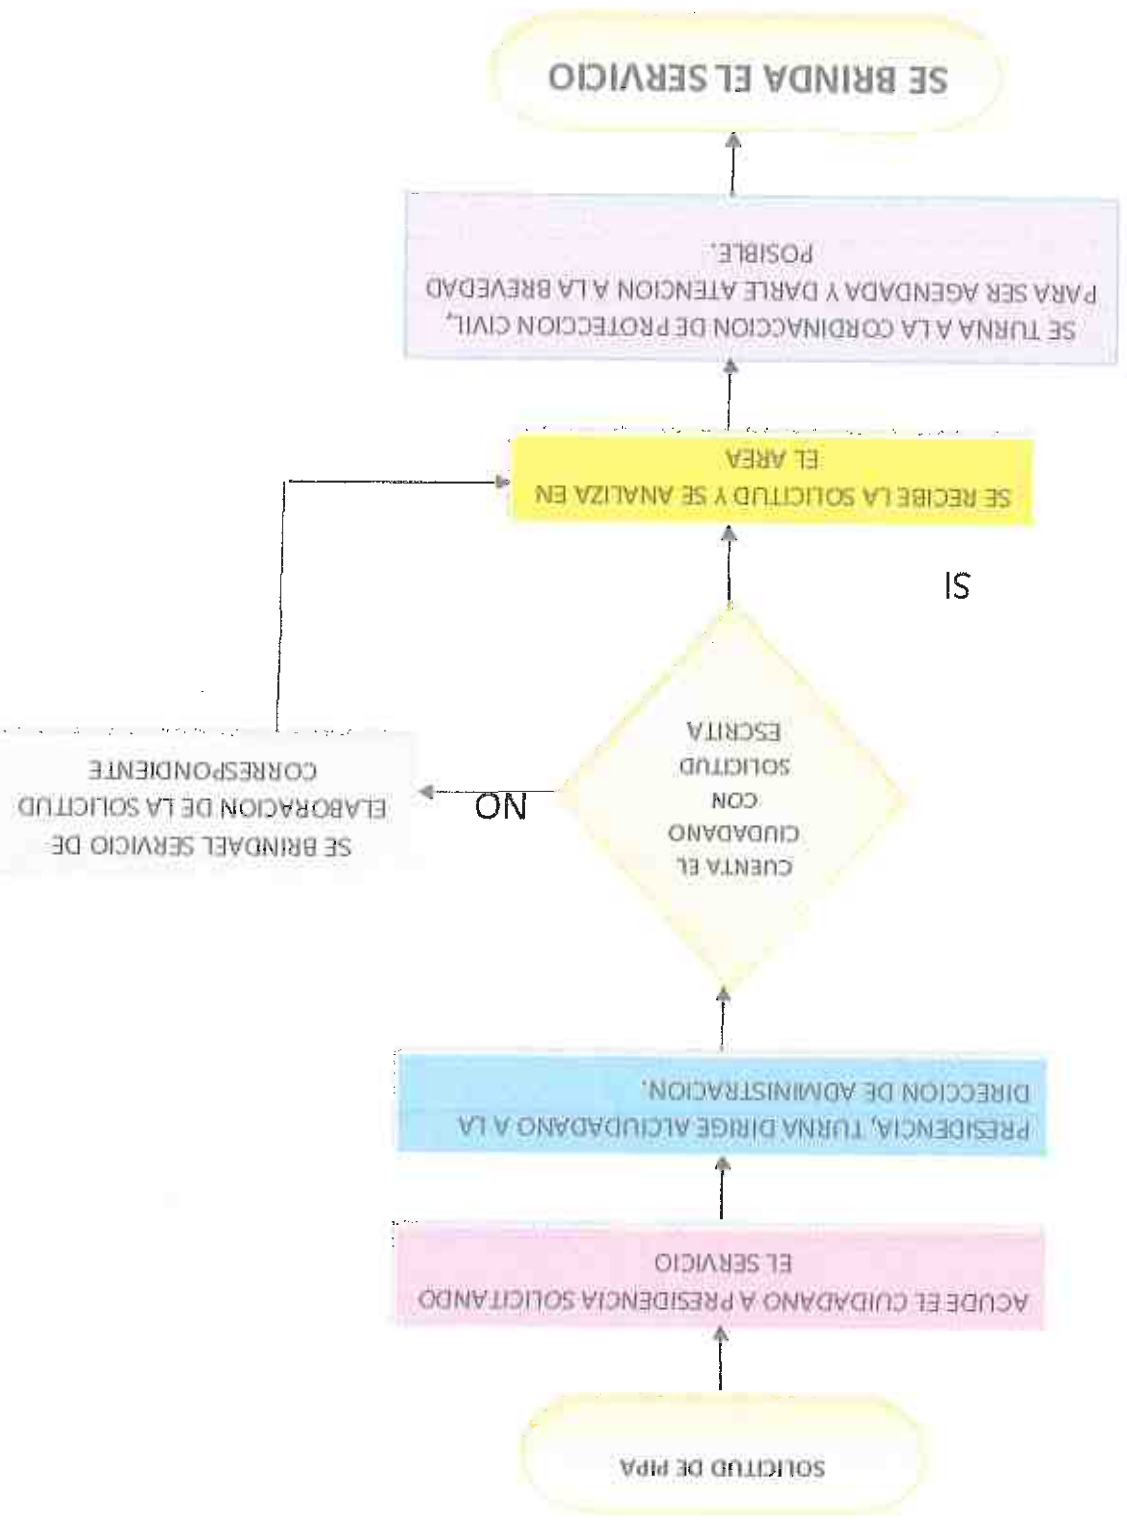 SOLICITUD DE PIPA
ACUDE EL CUIDADANO A PRESIDENCIA SOLICITANDO
EL SERVICIO
PRESIDENCIA, TURNA DIRIGE ALCIUDADANO A LA
DIRECCION DE ADMINISTRACION.
CUENTA EL
CIUDADANO
CON
SOLICITUD
ESCRITA
NO
SE BRINDAEL SERVICIO DE
ELABORACION DE LA SOLICITUD
CORRESPONDIENTE
SI
SE RECIBE LA SOLICITUD Y SE ANALIZA EN
EL AREA
SE TURNA A LA CORDINACCION DE PROTECCION CIVIL,
PARA SER AGENDADA Y DARLE ATENCION A LA BREVEDAD
POSIBLE.
SE BRINDA EL SERVICIO